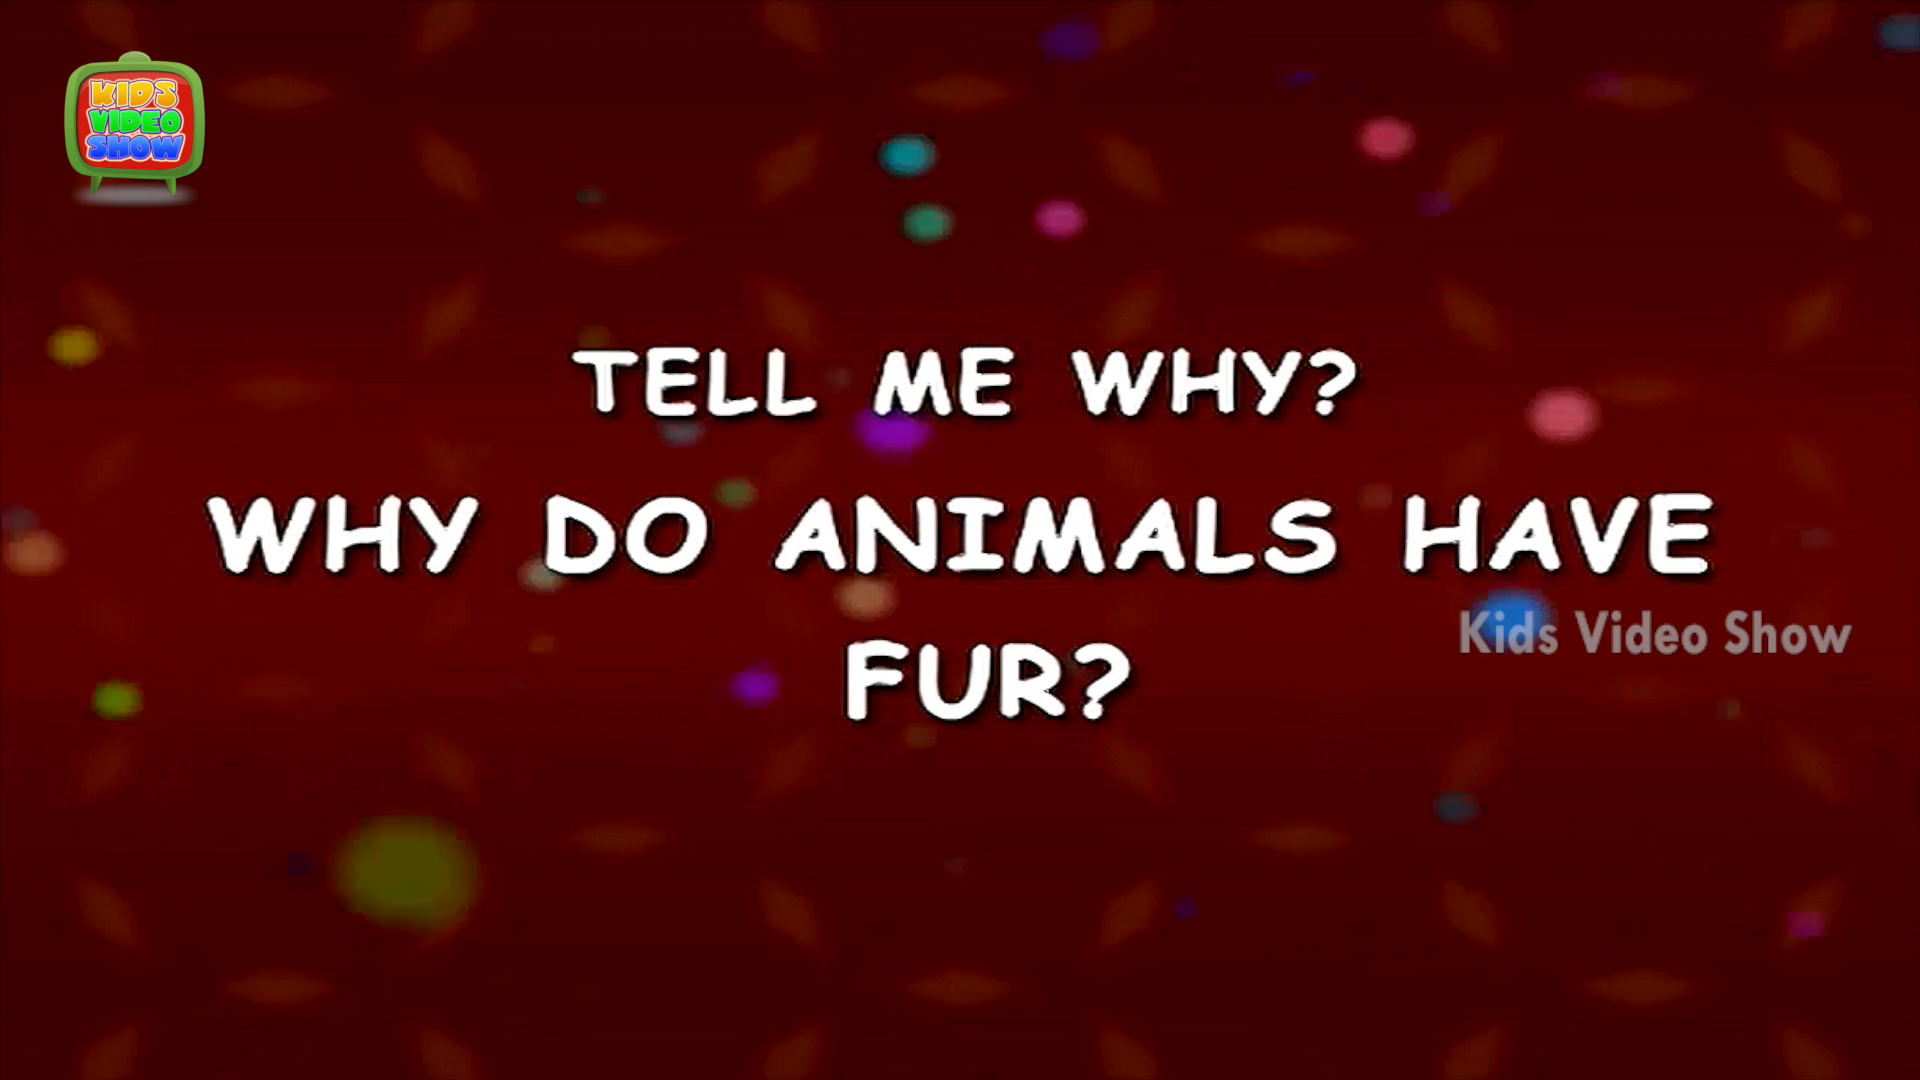 KIDS
VIDEO
SHOW
TELL ME WHY?
WHY DO ANIMALS HAVE
FUR?
Kids Video Show